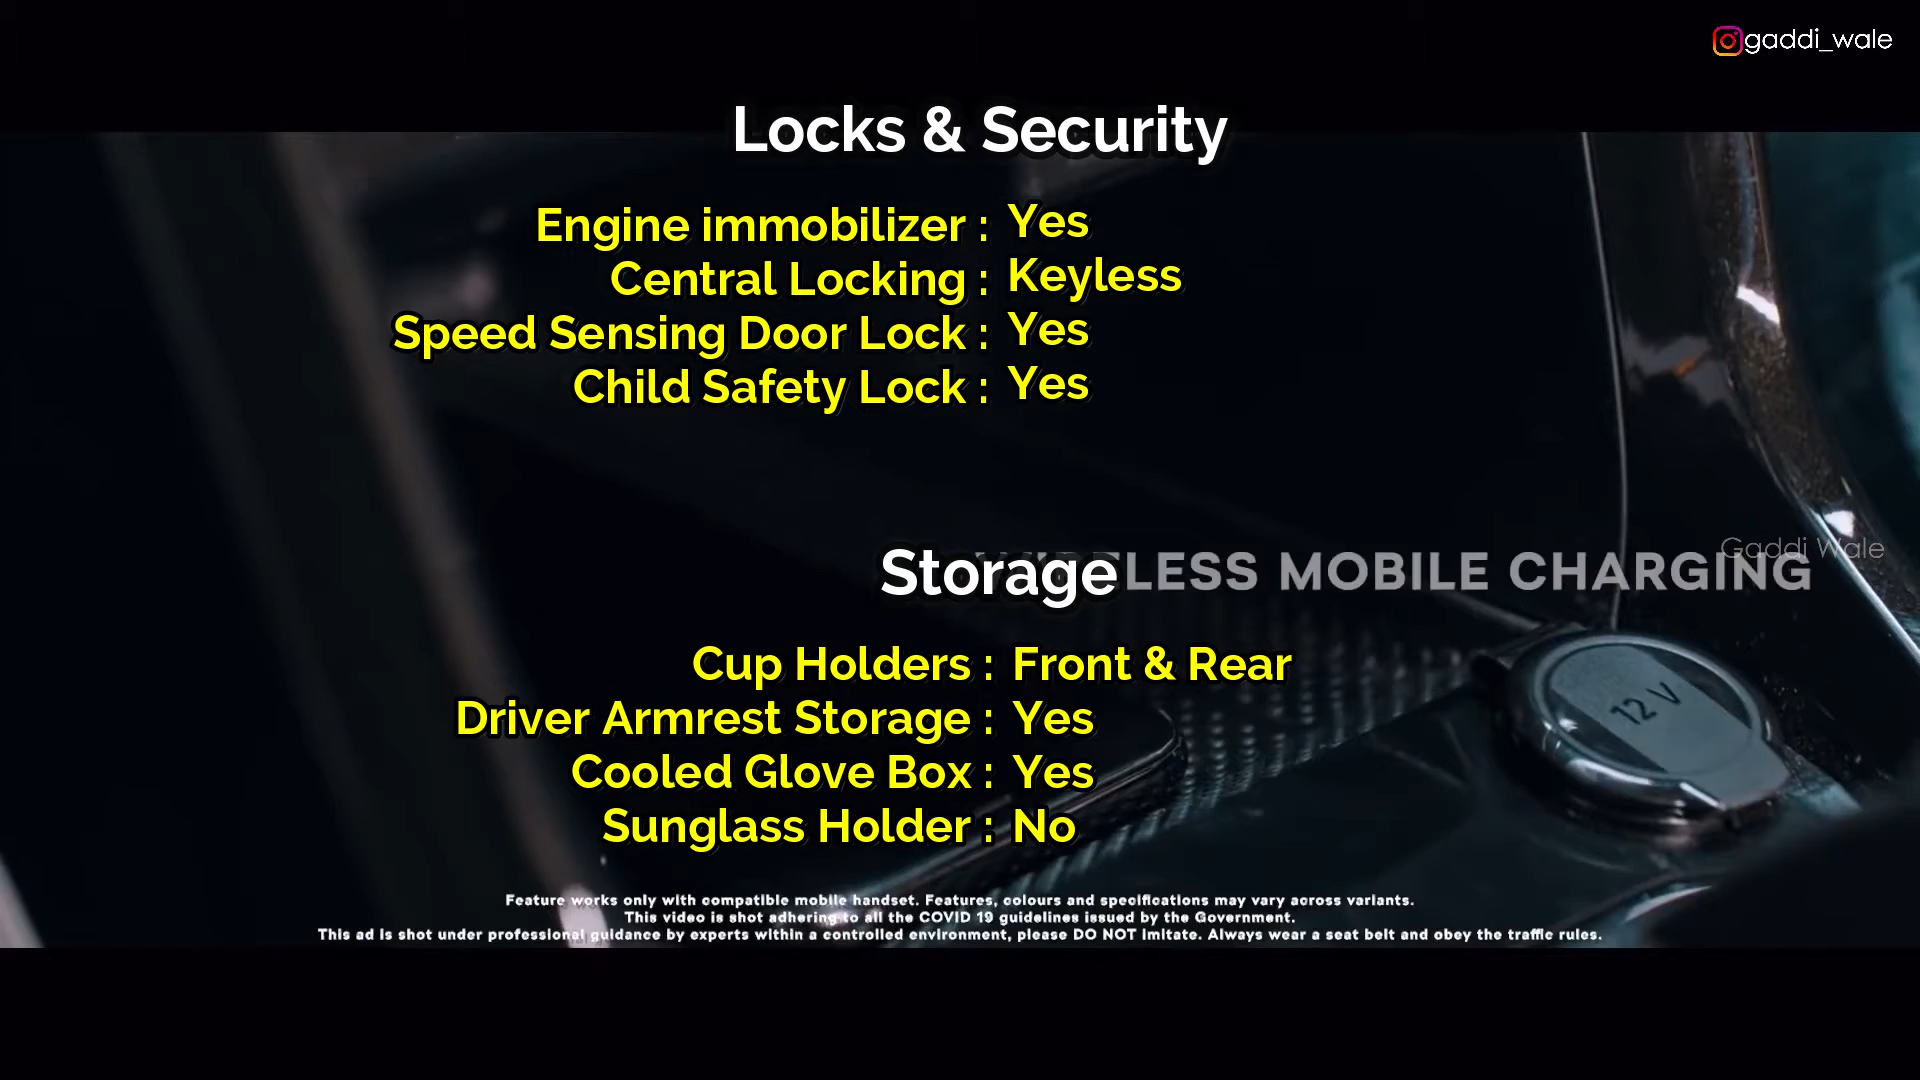 gaddi_wale
Locks & Security
Engine immobilizer : Yes
Central Locking : Keyless
Speed Sensing Door Lock : Yes
Child Safety Lock : Yes
Gaddi Wale
Storage
LESS MOBILE CHARGING
Cup Holders : Front & Rear
12 V
Driver Armrest Storage : Yes
Cooled Glove Box : Yes
Sunglass Holder : No
Feature works only with compatible mobile handset. Features, colours and specifications may vary across variants.
This video is shot adhering to all the COVID 19 guidelines issued by the Government.
This ad is shot under professional guidance by experts within a controlled environment, please DO NOT imitate. Always wear a seat belt and obey the traffic rules.